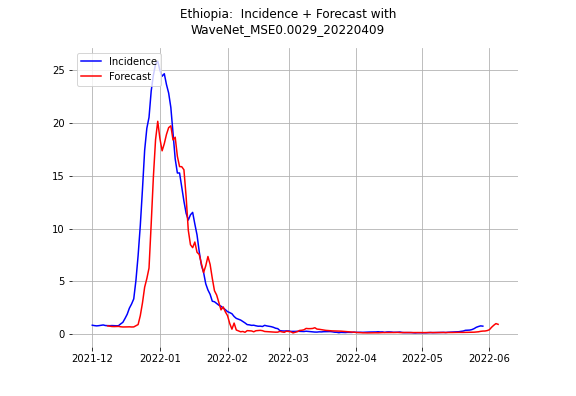 Ethiopia:  Incidence + Forecast with
WaveNet_MSE0.0029_20220409
Incidence
Forecast
25
20
15
10
5
0
2021-12 2022-01 2022-02 2022-03 2022-04 2022-05 2022-06